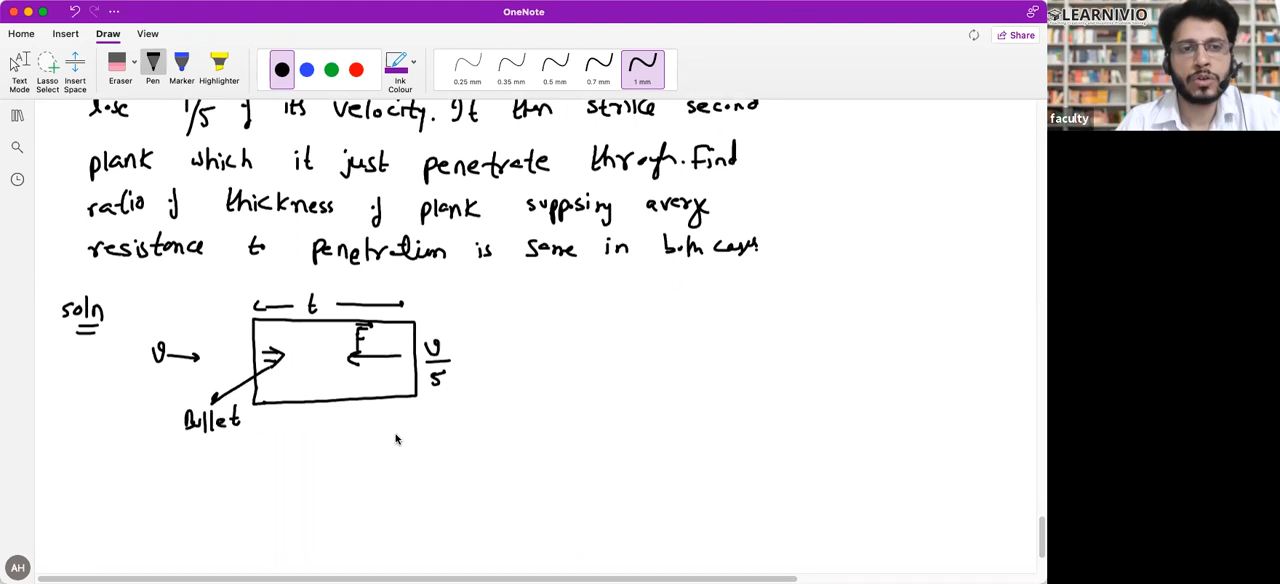 OneNote
LEARNIVIO
Home Insert Draw View
Share
Text Mode
Lasso Select
Insert Space
Eraser
Pen
Marker
Highlighter
Ink Colour
0.25 mm
0.35 mm
0.5 mm
0.7 mm
1 mm
faculty
lose 1/5 of its velocity. It then strike second
plank which it just penetrate through. Find
ratio of thickness of plank supposing averge
resistance to penetration is same in both cases
soln
t
v
F
v/5
Bullet
AH